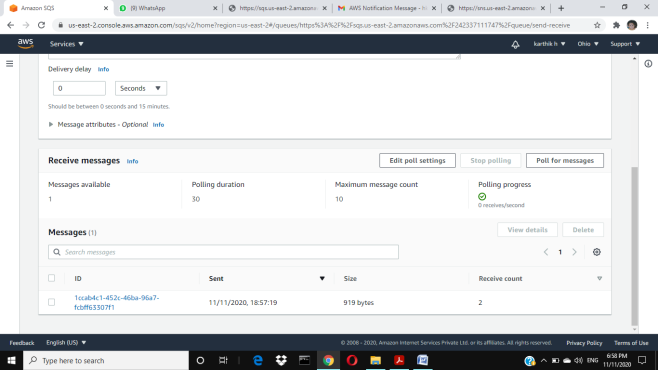 Amazon SQS
(9) WhatsApp
https://sqs.us-east-2.amazonaws
AWS Notification Message - 
https://sns.us-east-2.amazonaws
us-east-2.console.aws.amazon.com/sqs/v2/home?region=us-east-2#/queues/https%3A%2F%2Fsqs.us-east-2.amazonaws.com%2F242337111747%2Fqueue/send-receive
aws
Services
karthik h
Ohio
Support
Delivery delay Info
0
Seconds
Should be between 0 seconds and 15 minutes.
Message attributes - Optional Info
Receive messages Info
Edit poll settings
Stop polling
Poll for messages
Messages available
Polling duration
Maximum message count
Polling progress
1
30
10
0 receives/second
Messages (1)
View details
Delete
Search messages
1
ID
Sent
Size
Receive count
1ccab4c1-452c-46ba-96a7-
fcbff63307f1
11/11/2020, 18:57:19
919 bytes
2
Feedback
English (US)
© 2008 - 2020, Amazon Internet Services Private Ltd. or its affiliates. All rights reserved.
Privacy Policy
Terms of Use
Type here to search
ENG
6:58 PM
11/11/2020